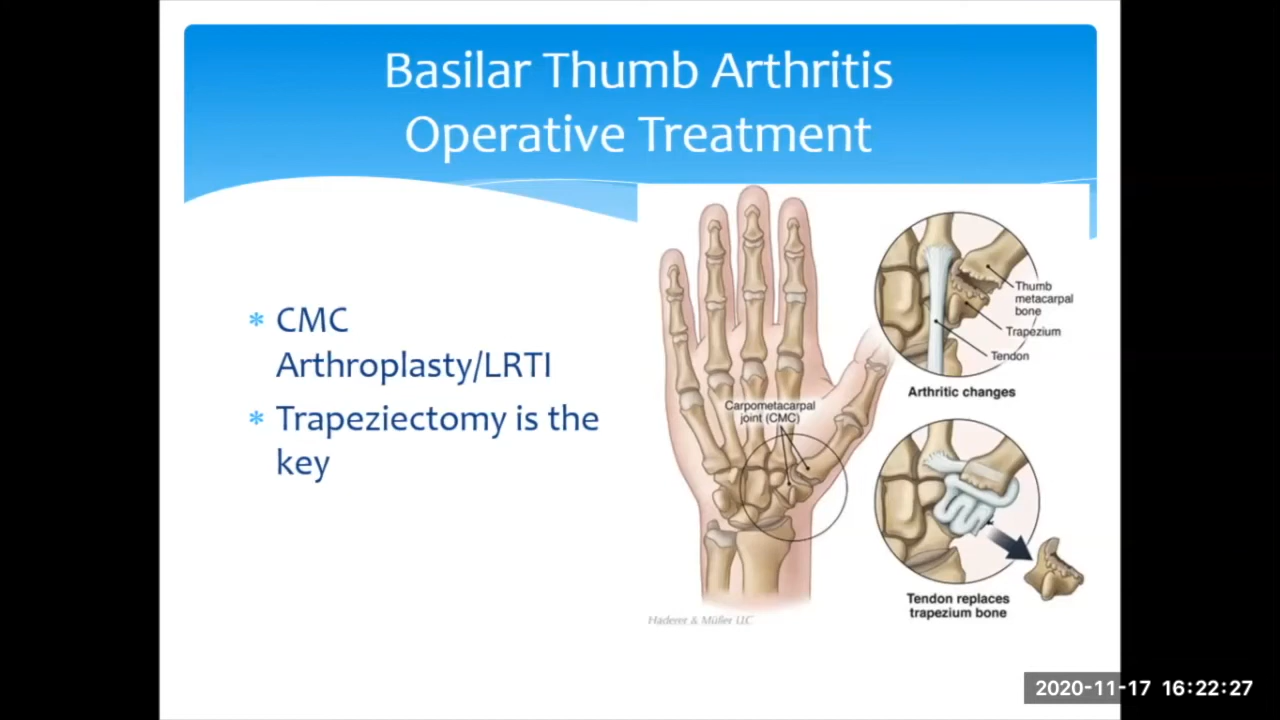 Basilar Thumb Arthritis
Operative Treatment
* CMC
Arthroplasty/LRTI
* Trapeziectomy is the
key
Carpometacarpal
joint (CMC)
Thumb
metacarpal
bone
Trapezium
Tendon
Arthritic changes
Tendon replaces
trapezium bone
Haderer & Müller LLC
2020-11-17 16:22:27